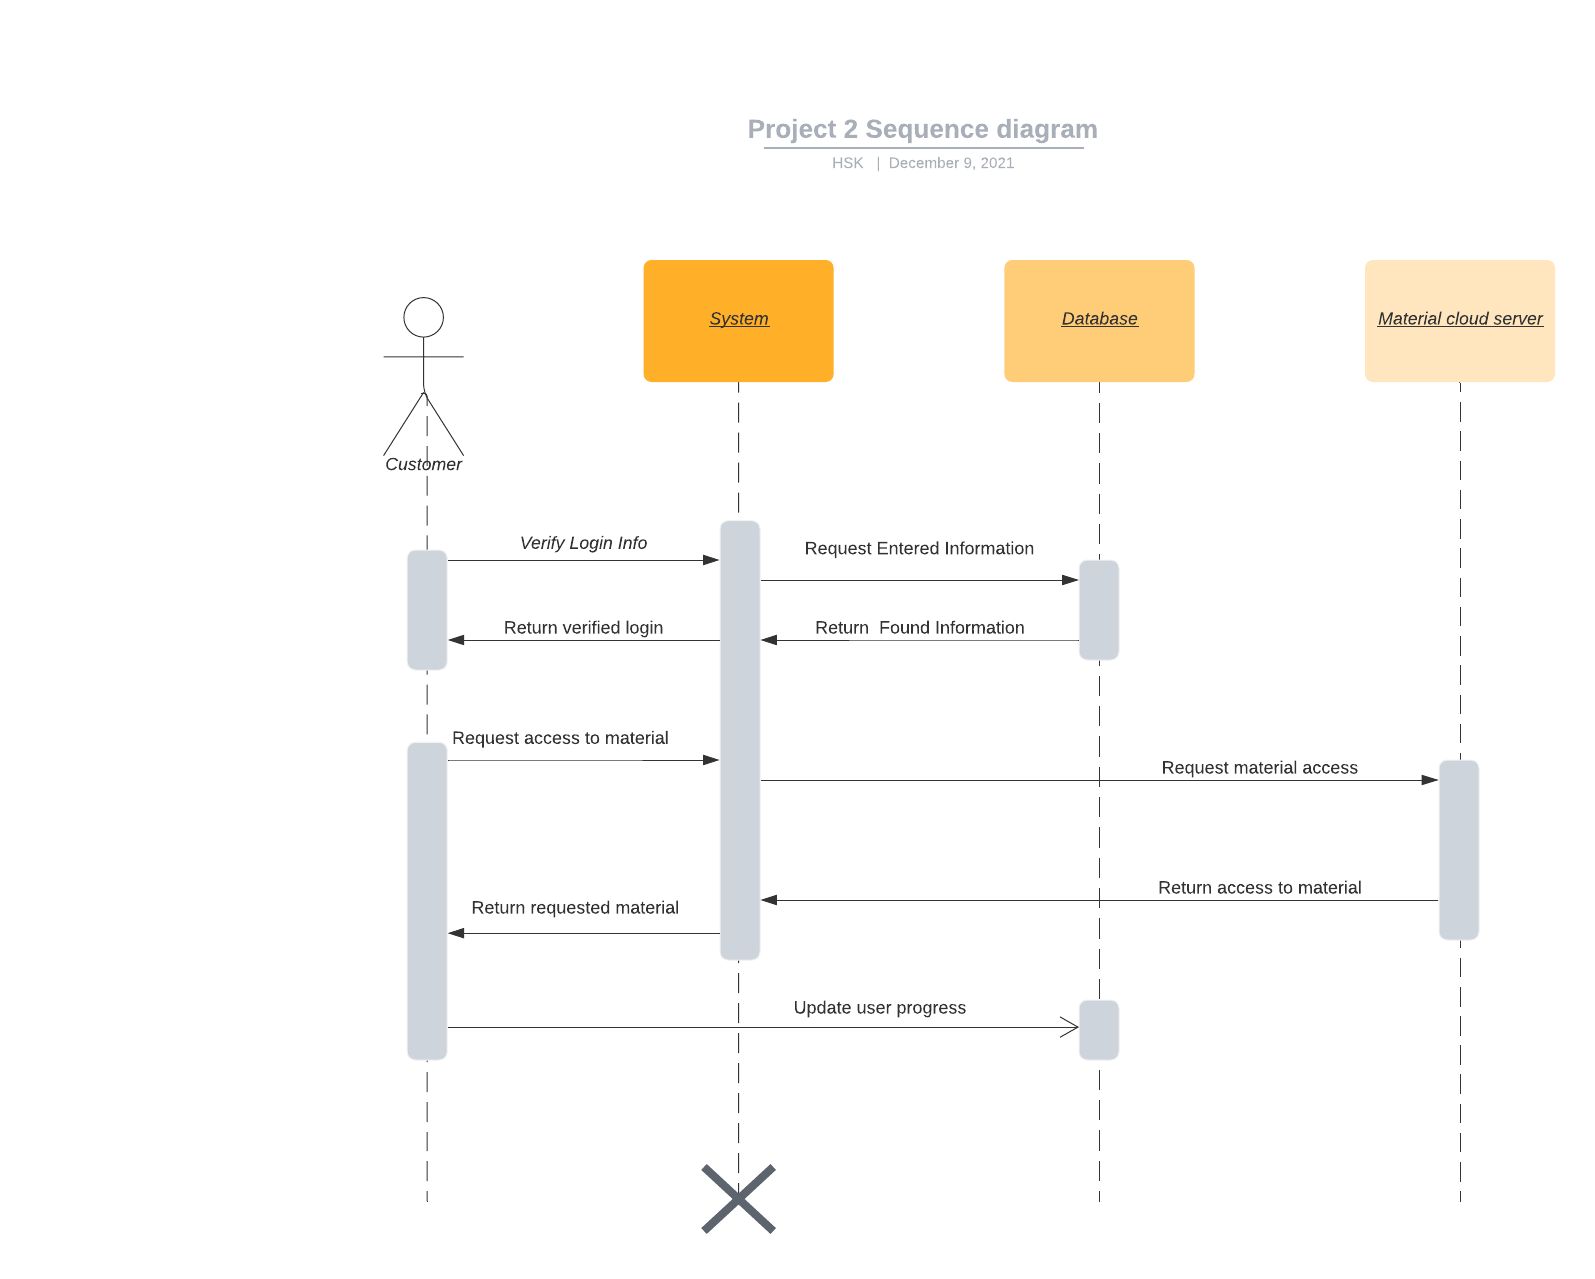 Project 2 Sequence diagram
HSK | December 9, 2021
System
Database
Material cloud server
Customer
Verify Login Info
Request Entered Information
Return verified login
Return  Found Information
Request access to material
Request material access
Return access to material
Return requested material
Update user progress